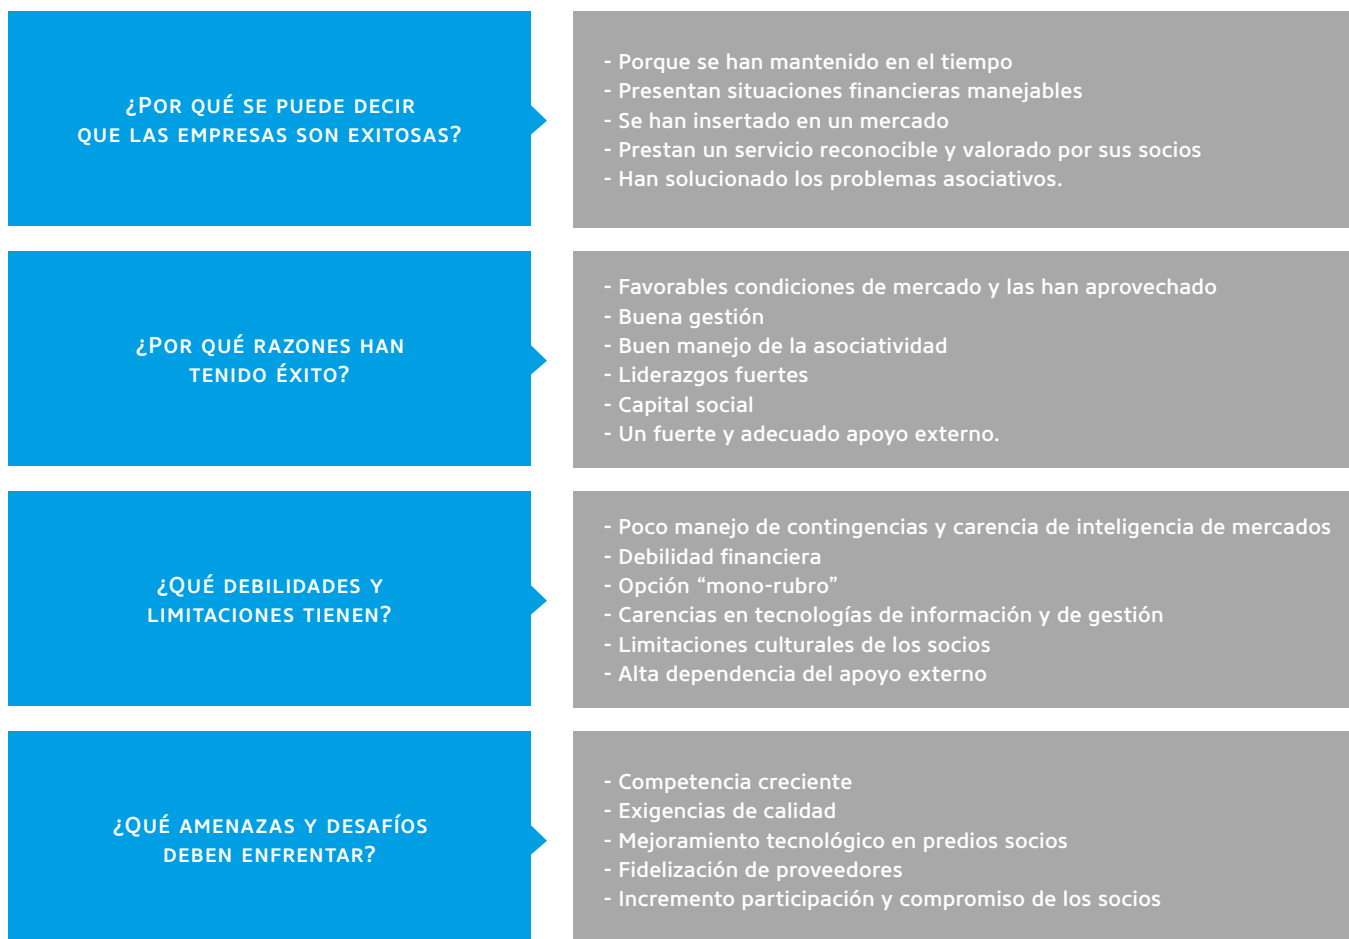 ¿Por qué se puede decir
que las empresas son exitosas?
- Porque se han mantenido en el tiempo
- Presentan situaciones financieras manejables
- Se han insertado en un mercado
- Prestan un servicio reconocible y valorado por sus socios
- Han solucionado los problemas asociativos.
¿Por qué razones han
tenido éxito?
- Favorables condiciones de mercado y las han aprovechado
- Buena gestión
- Buen manejo de la asociatividad
- Liderazgos fuertes
- Capital social
- Un fuerte y adecuado apoyo externo.
¿Qué debilidades y
limitaciones tienen?
- Poco manejo de contingencias y carencia de inteligencia de mercados
- Debilidad financiera
- Opción “mono-rubro”
- Carencias en tecnologías de información y de gestión
- Limitaciones culturales de los socios
- Alta dependencia del apoyo externo
¿Qué amenazas y desafíos
deben enfrentar?
- Competencia creciente
- Exigencias de calidad
- Mejoramiento tecnológico en predios socios
- Fidelización de proveedores
- Incremento participación y compromiso de los socios